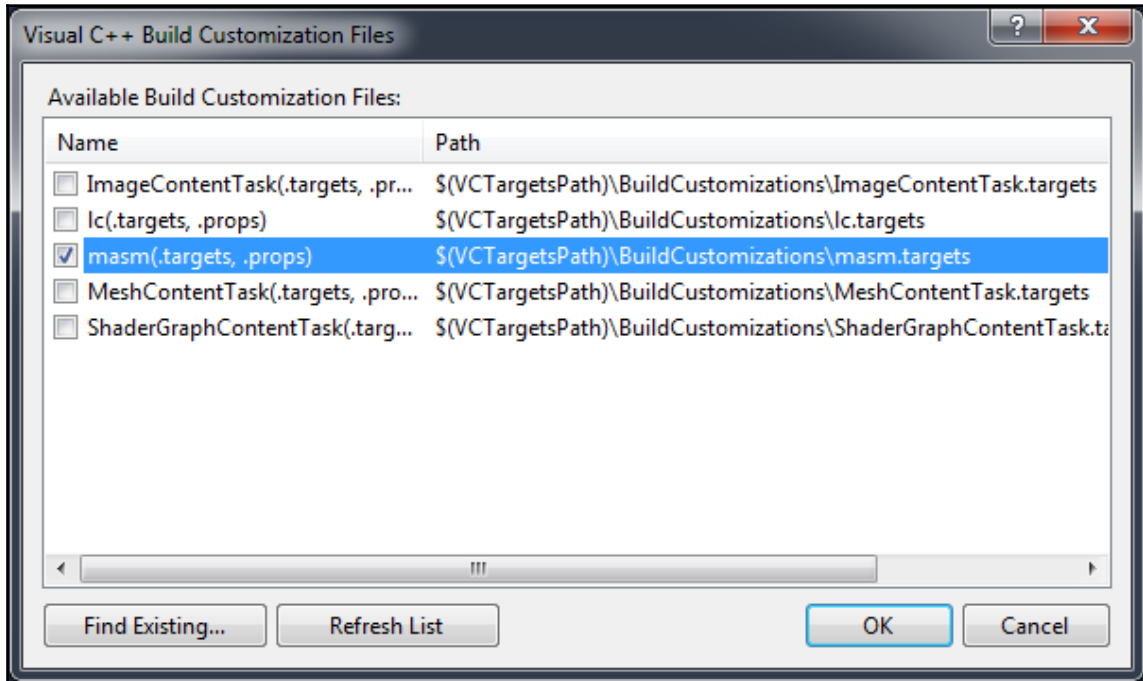 Visual C++ Build Customization Files
?
X
Available Build Customization Files:
Name Path
ImageContentTask(.targets, .pr... $(VCTargetsPath)\BuildCustomizations\ImageContentTask.targets
lc(.targets, .props) $(VCTargetsPath)\BuildCustomizations\lc.targets
masm(.targets, .props) $(VCTargetsPath)\BuildCustomizations\masm.targets
MeshContentTask(.targets, .pro... $(VCTargetsPath)\BuildCustomizations\MeshContentTask.targets
ShaderGraphContentTask(.targ... $(VCTargetsPath)\BuildCustomizations\ShaderGraphContentTask.ta
Find Existing... Refresh List OK Cancel